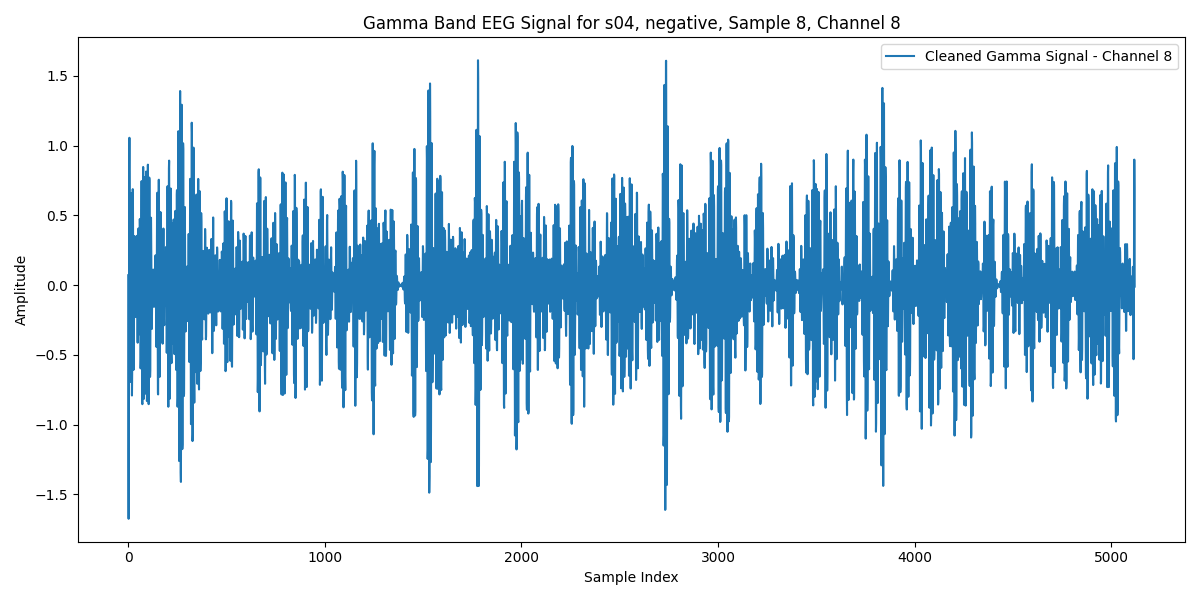 Gamma Band EEG Signal for s04, negative, Sample 8, Channel 8
Cleaned Gamma Signal - Channel 8
Amplitude
1.5
1.0
0.5
0.0
−0.5
−1.0
−1.5
0 1000 2000 3000 4000 5000
Sample Index